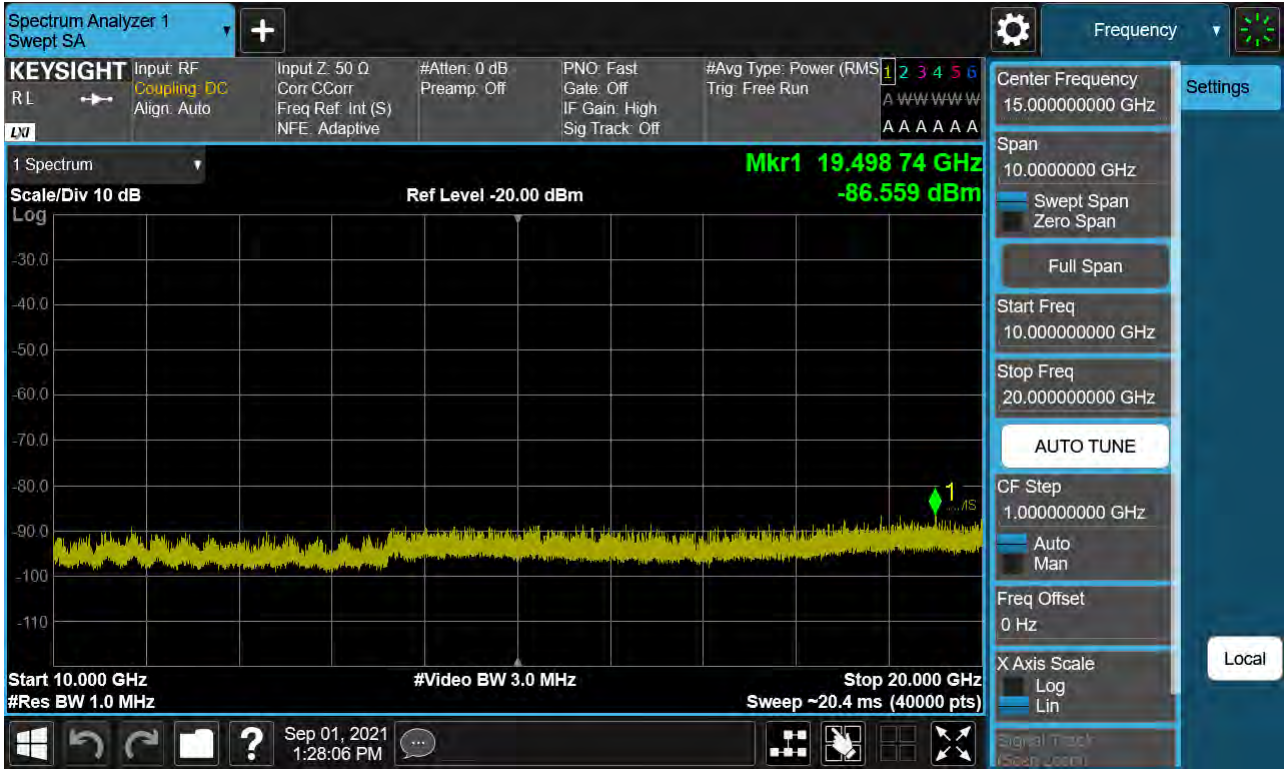 Spectrum Analyzer 1
Swept SA
+
Frequency
KEYSIGHT
R L
LXI
Input: RF
Coupling: DC
Align: Auto
Input Z: 50 Ω
Corr CCorr
Freq Ref: Int (S)
NFE: Adaptive
#Atten: 0 dB
Preamp: Off
PNO: Fast
Gate: Off
IF Gain: High
Sig Track: Off
#Avg Type: Power (RMS
Trig: Free Run
1 2 3 4 5 6
A W W W W W
A A A A A A
1 Spectrum
Scale/Div 10 dB
Log
Ref Level -20.00 dBm
Mkr1 19.498 74 GHz
-86.559 dBm
-30.0
-40.0
-50.0
-60.0
-70.0
-80.0
-90.0
-100
-110
1
Start 10.000 GHz
#Res BW 1.0 MHz
#Video BW 3.0 MHz
Stop 20.000 GHz
Sweep ~20.4 ms (40000 pts)
Center Frequency
15.000000000 GHz
Span
10.0000000 GHz
Swept Span
Zero Span
Full Span
Start Freq
10.000000000 GHz
Stop Freq
20.000000000 GHz
AUTO TUNE
CF Step
1.000000000 GHz
Auto
Man
Freq Offset
0 Hz
X Axis Scale
Log
Lin
Signal Track
(Span Zoom)
Settings
Local
?
Sep 01, 2021
1:28:06 PM